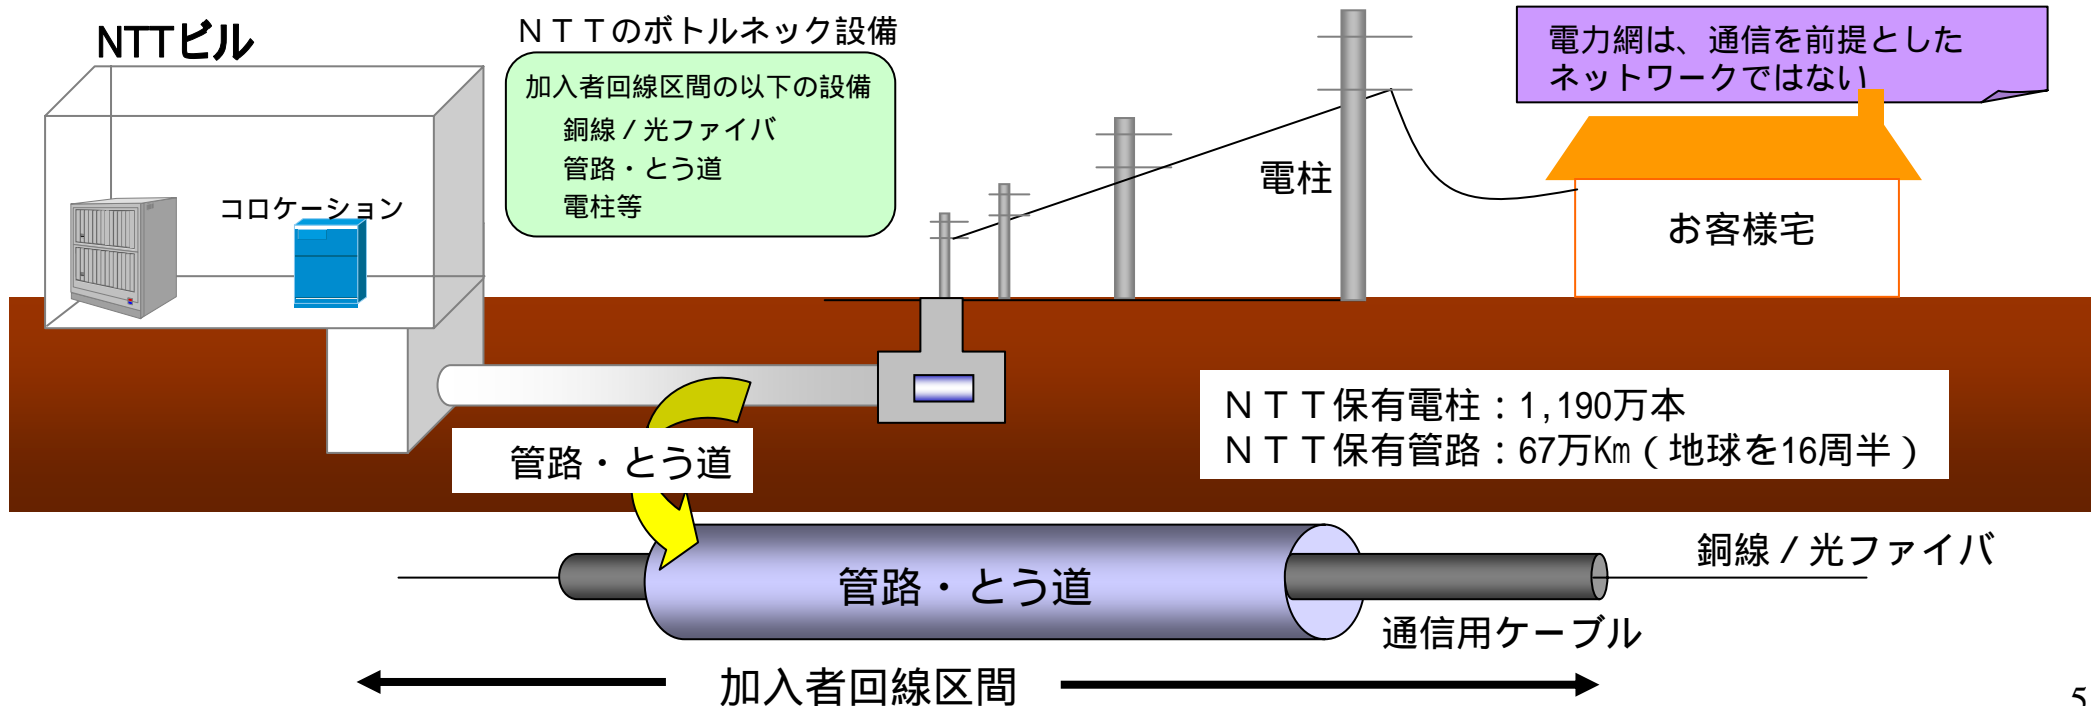 NTTビル
ＮＴＴのボトルネック設備
加入者回線区間の以下の設備
銅線／光ファイバ
管路・とう道
電柱等
電力網は、通信を前提とした
ネットワークではない
コロケーション
電柱
お客様宅
ＮＴＴ保有電柱：1,190万本
ＮＴＴ保有管路：67万Km（地球を16周半）
管路・とう道
管路・とう道
銅線／光ファイバ
通信用ケーブル
加入者回線区間
5